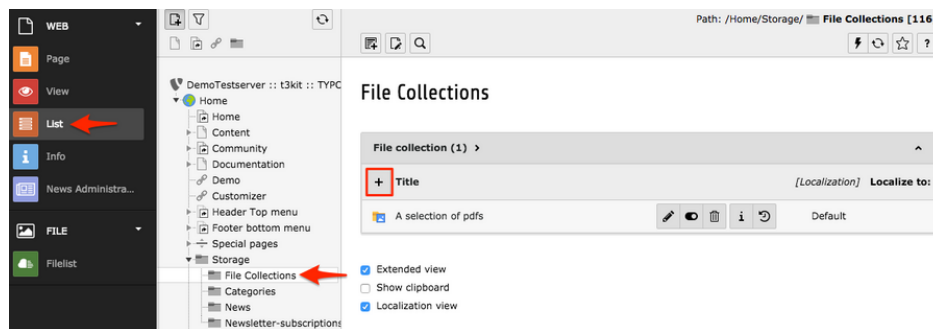 WEB
Page
View
List
Info
News Administra...
FILE
Filelist
DemoTestserver :: t3kit :: TYPO
Home
Home
Content
Community
Documentation
Demo
Customizer
Header Top menu
Footer bottom menu
Special pages
Storage
File Collections
Categories
News
Newsletter-subscriptions
Path: /Home/Storage/ File Collections [116
?
File Collections
File collection (1) >
+ Title [Localization] Localize to:
A selection of pdfs Default
Extended view
Show clipboard
Localization view